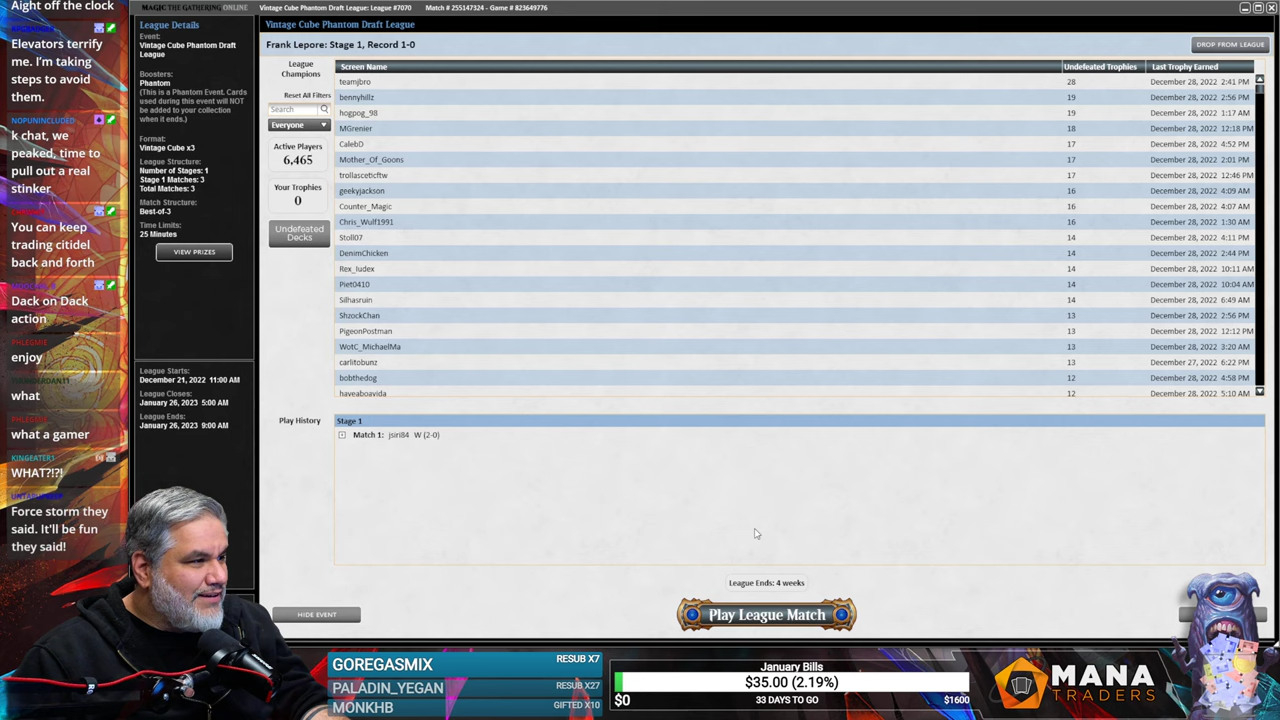 MAGIC THE GATHERING ONLINE
Vintage Cube Phantom Draft League: League #7070
Match # 255147324 - Game # 823649776
Aight off the clock
Elevators terrify
me. I'm taking
steps to avoid
them.
NOPUNINCLUDED
k chat, we
peaked, time to
pull out a real
stinker
You can keep
trading citidel
back and forth
Dack on Dack
action
PHLEGMIE
enjoy
what
PHLEGMIE
what a gamer
KINGEATER1
WHAT?!?!
Force storm they
said. It'll be fun
they said!
League Details
Event:
Vintage Cube Phantom Draft
League
Boosters:
Phantom
(This is a Phantom Event. Cards
used during this event will NOT
be added to your collection
when it ends.)
Format:
Vintage Cube x3
League Structure:
Number of Stages: 1
Stage 1 Matches: 3
Total Matches: 3
Match Structure:
Best-of-3
Time Limits:
25 Minutes
VIEW PRIZES
League Starts:
December 21, 2022 11:00 AM
League Closes:
January 26, 2023 5:00 AM
League Ends:
January 26, 2023 9:00 AM
Vintage Cube Phantom Draft League
Frank Lepore: Stage 1, Record 1-0
DROP FROM LEAGUE
League
Champions
Reset All Filters
Search
Everyone
Active Players
6,465
Your Trophies
0
Undefeated
Decks
Screen Name Undefeated Trophies Last Trophy Earned
teamjbro 28 December 28, 2022 2:41 PM
bennyhillz 19 December 28, 2022 2:56 PM
hogpog_98 19 December 28, 2022 1:17 AM
MGrenier 18 December 28, 2022 12:18 PM
CalebD 17 December 28, 2022 4:52 PM
Mother_Of_Goons 17 December 28, 2022 2:01 PM
trollasceticftw 17 December 28, 2022 12:46 PM
geekyjackson 16 December 28, 2022 4:09 AM
Counter_Magic 16 December 28, 2022 4:07 AM
Chris_Wulf1991 16 December 28, 2022 1:30 AM
Stoll07 14 December 28, 2022 4:11 PM
DenimChicken 14 December 28, 2022 2:44 PM
Rex_Iudex 14 December 28, 2022 10:11 AM
Piet0410 14 December 28, 2022 10:04 AM
Silhasruin 14 December 28, 2022 6:49 AM
ShzockChan 13 December 28, 2022 2:56 PM
PigeonPostman 13 December 28, 2022 12:12 PM
WotC_MichaelMa 13 December 28, 2022 3:20 AM
carlitobunz 13 December 27, 2022 6:22 PM
bobthedog 12 December 28, 2022 4:58 PM
haveaboavida 12 December 28, 2022 5:10 AM
Play History
Stage 1
Match 1: jsiri84 W (2-0)
League Ends: 4 weeks
Play League Match
HIDE EVENT
GOREGASMIX RESUB X7
PALADIN_YEGAN RESUB X27
MONKHB GIFTED X10
January Bills
$35.00 (2.19%)
$0 33 DAYS TO GO $1600
MANA
TRADERS